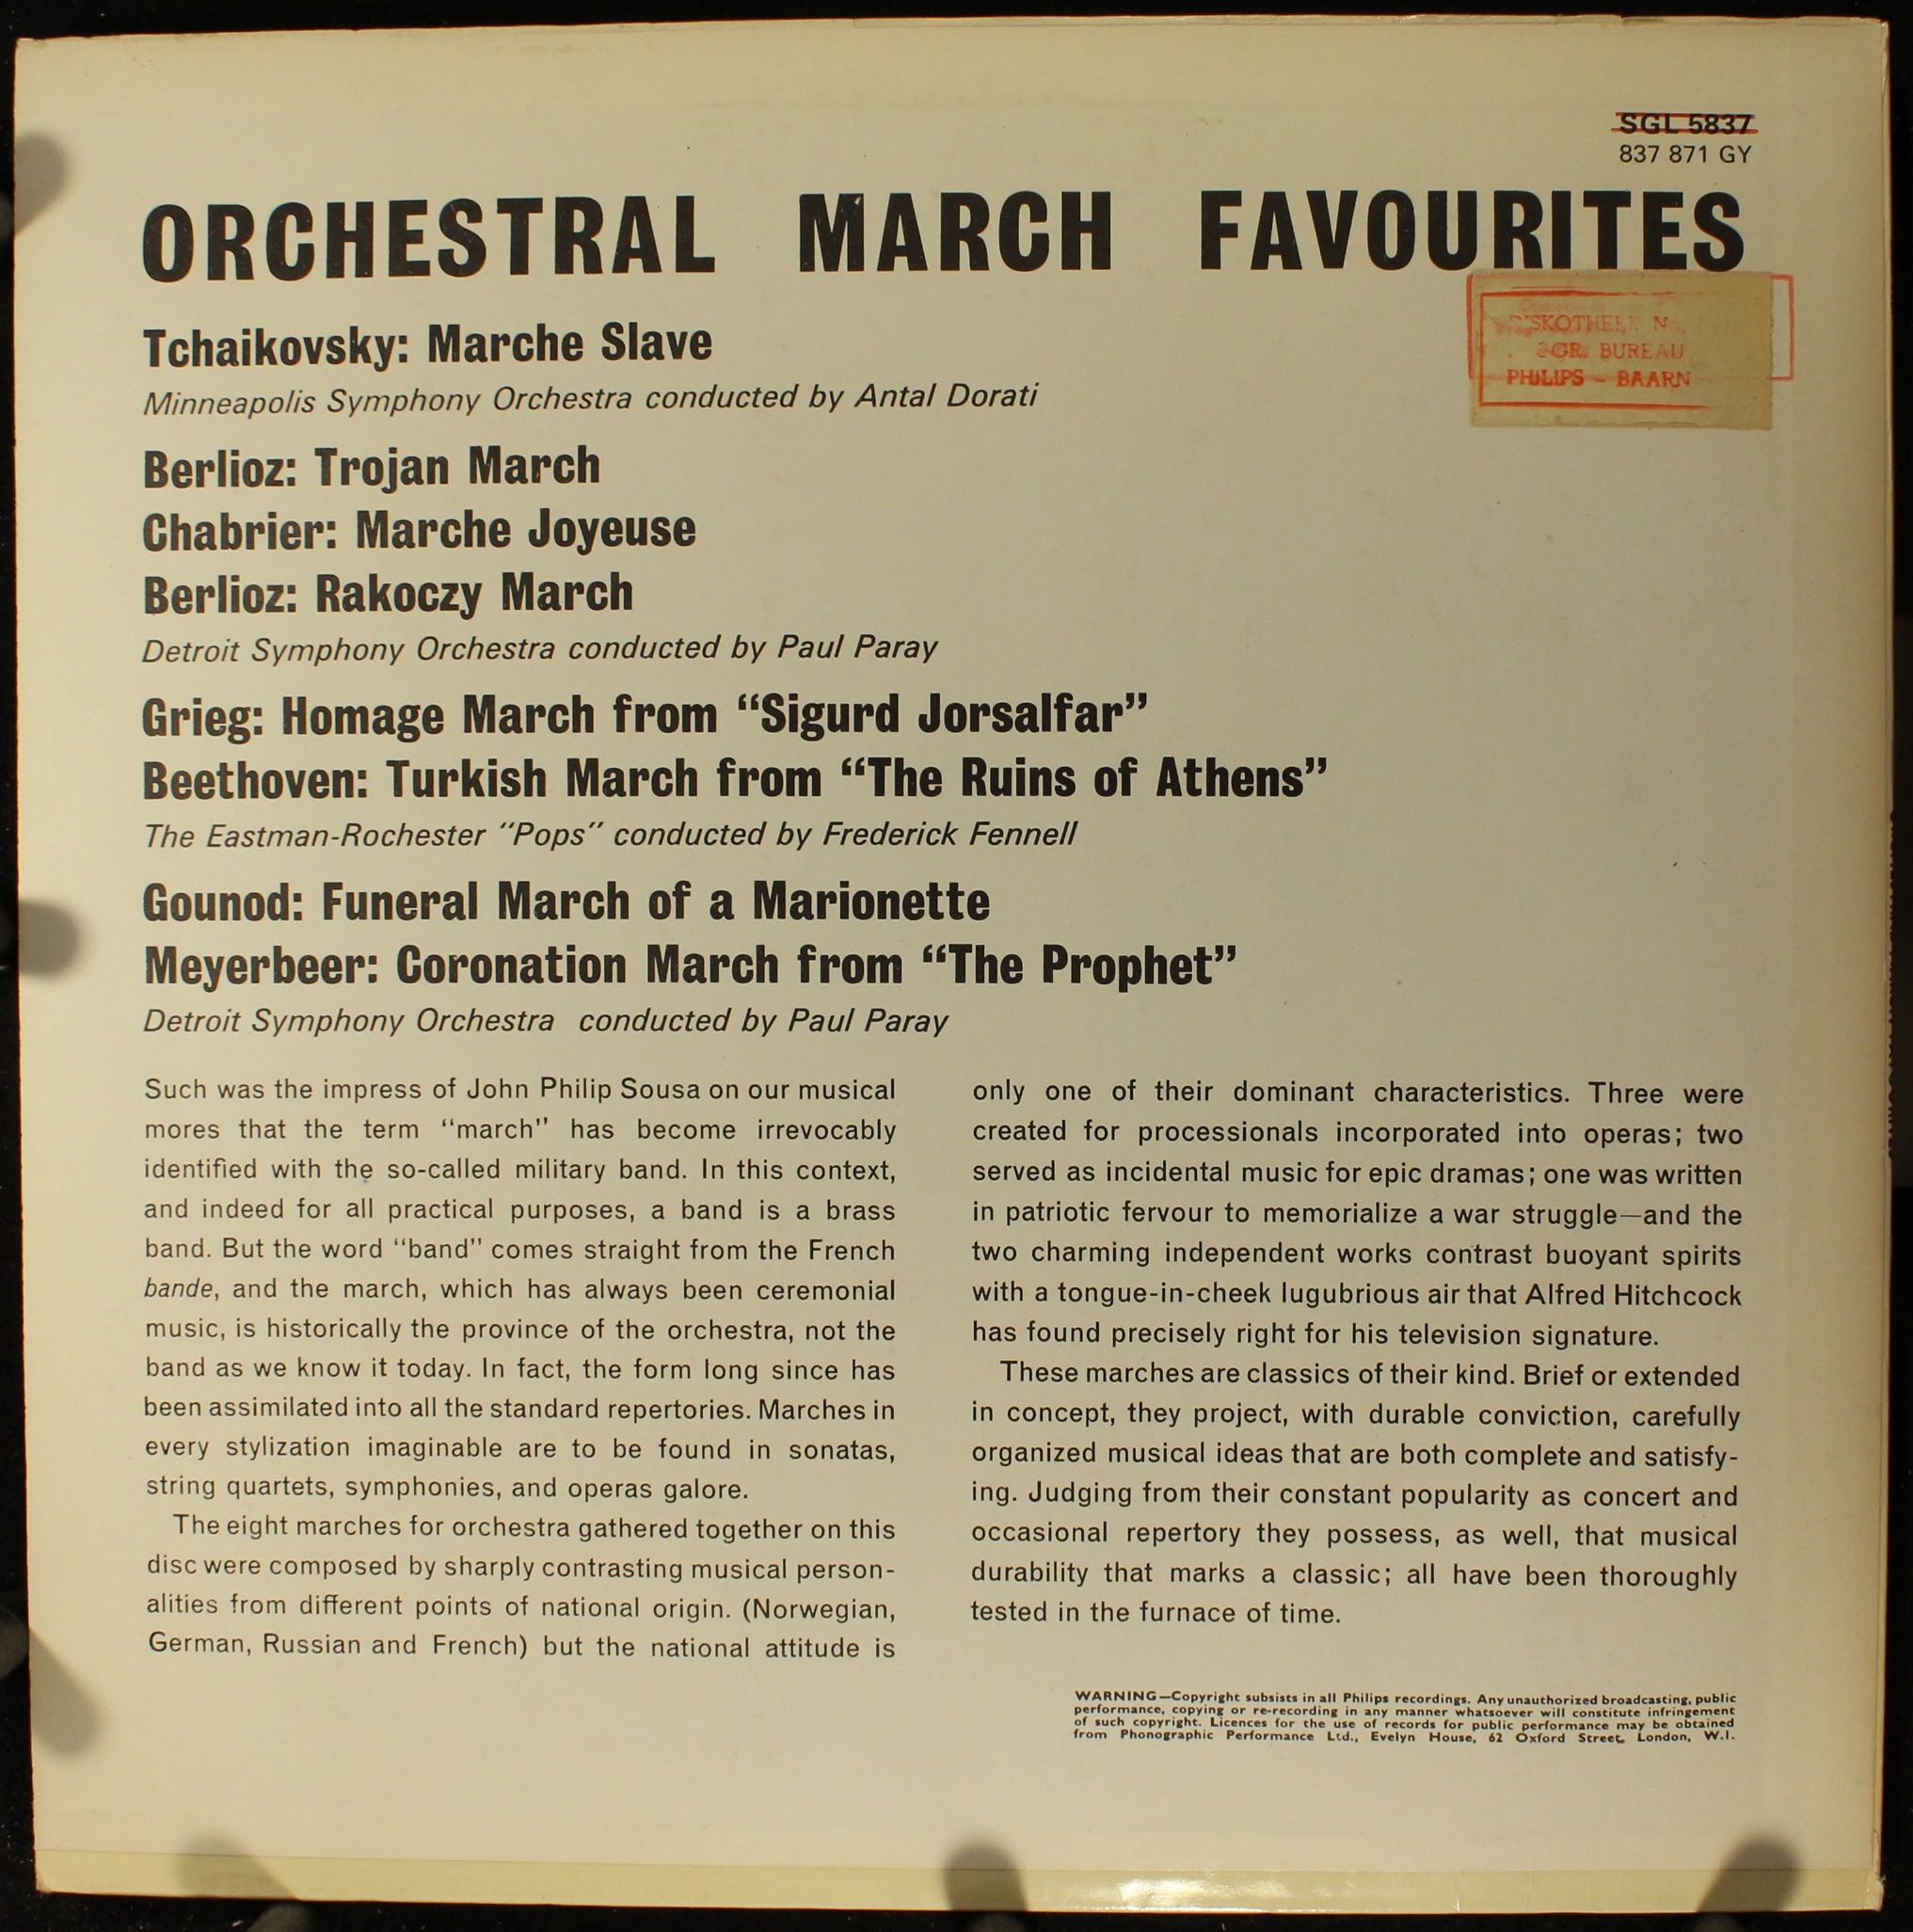 SGL 5837
837 871 GY
ORCHESTRAL MARCH FAVOURITES
DISKOTHEEK
GR. BUREAU
PHILIPS - BAARN
Tchaikovsky: Marche Slave
Minneapolis Symphony Orchestra conducted by Antal Dorati
Berlioz: Trojan March
Chabrier: Marche Joyeuse
Berlioz: Rakoczy March
Detroit Symphony Orchestra conducted by Paul Paray
Grieg: Homage March from “Sigurd Jorsalfar”
Beethoven: Turkish March from “The Ruins of Athens”
The Eastman-Rochester “Pops” conducted by Frederick Fennell
Gounod: Funeral March of a Marionette
Meyerbeer: Coronation March from “The Prophet”
Detroit Symphony Orchestra conducted by Paul Paray
Such was the impress of John Philip Sousa on our musical
mores that the term “march” has become irrevocably
identified with the so-called military band. In this context,
and indeed for all practical purposes, a band is a brass
band. But the word “band” comes straight from the French
bande, and the march, which has always been ceremonial
music, is historically the province of the orchestra, not the
band as we know it today. In fact, the form long since has
been assimilated into all the standard repertories. Marches in
every stylization imaginable are to be found in sonatas,
string quartets, symphonies, and operas galore.
The eight marches for orchestra gathered together on this
disc were composed by sharply contrasting musical person-
alities from different points of national origin. (Norwegian,
German, Russian and French) but the national attitude is
only one of their dominant characteristics. Three were
created for processionals incorporated into operas; two
served as incidental music for epic dramas; one was written
in patriotic fervour to memorialize a war struggle—and the
two charming independent works contrast buoyant spirits
with a tongue-in-cheek lugubrious air that Alfred Hitchcock
has found precisely right for his television signature.
These marches are classics of their kind. Brief or extended
in concept, they project, with durable conviction, carefully
organized musical ideas that are both complete and satisfy-
ing. Judging from their constant popularity as concert and
occasional repertory they possess, as well, that musical
durability that marks a classic; all have been thoroughly
tested in the furnace of time.
WARNING—Copyright subsists in all Philips recordings. Any unauthorized broadcasting, public
performance, copying or re-recording in any manner whatsoever will constitute infringement
of such copyright. Licences for the use of records for public performance may be obtained
from Phonographic Performance Ltd., Evelyn House, 62 Oxford Street, London, W.1.